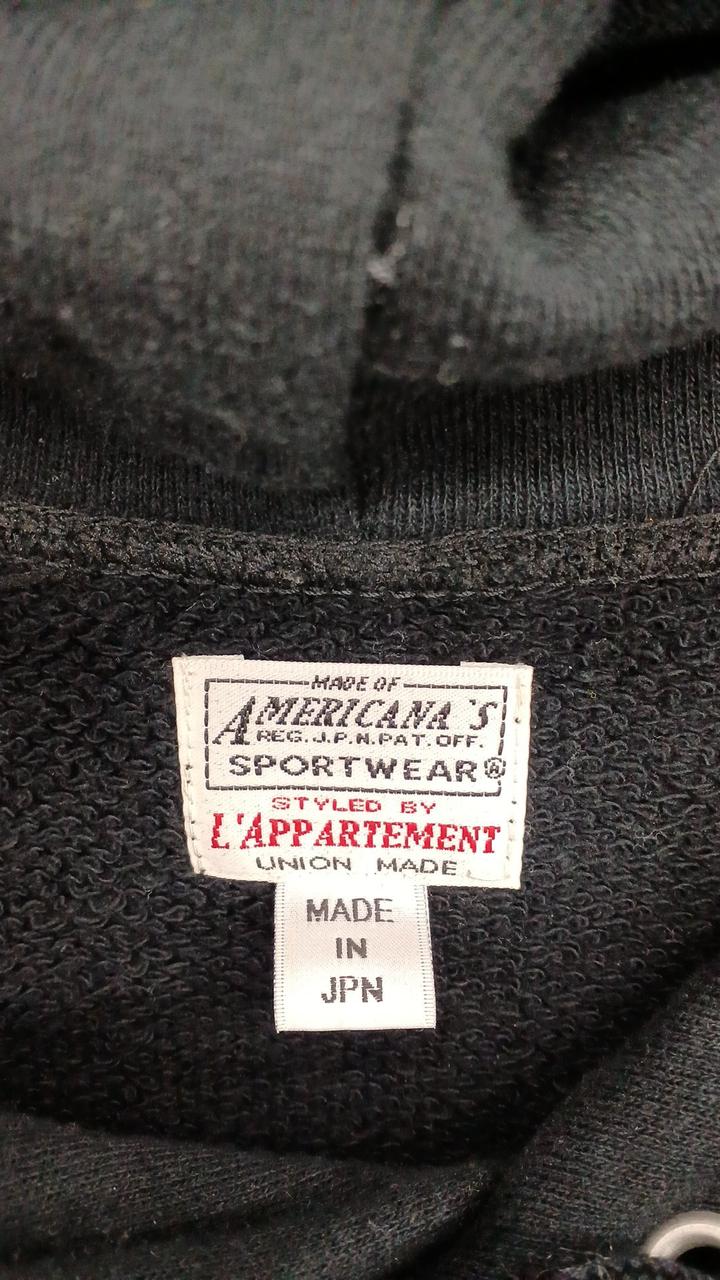 MADE OF
AMERICANA'S
REG.J.P.N.PAT.OFF.
SPORTWEAR®
STYLED BY
L'APPARTEMENT
UNION MADE
MADE
IN
JPN